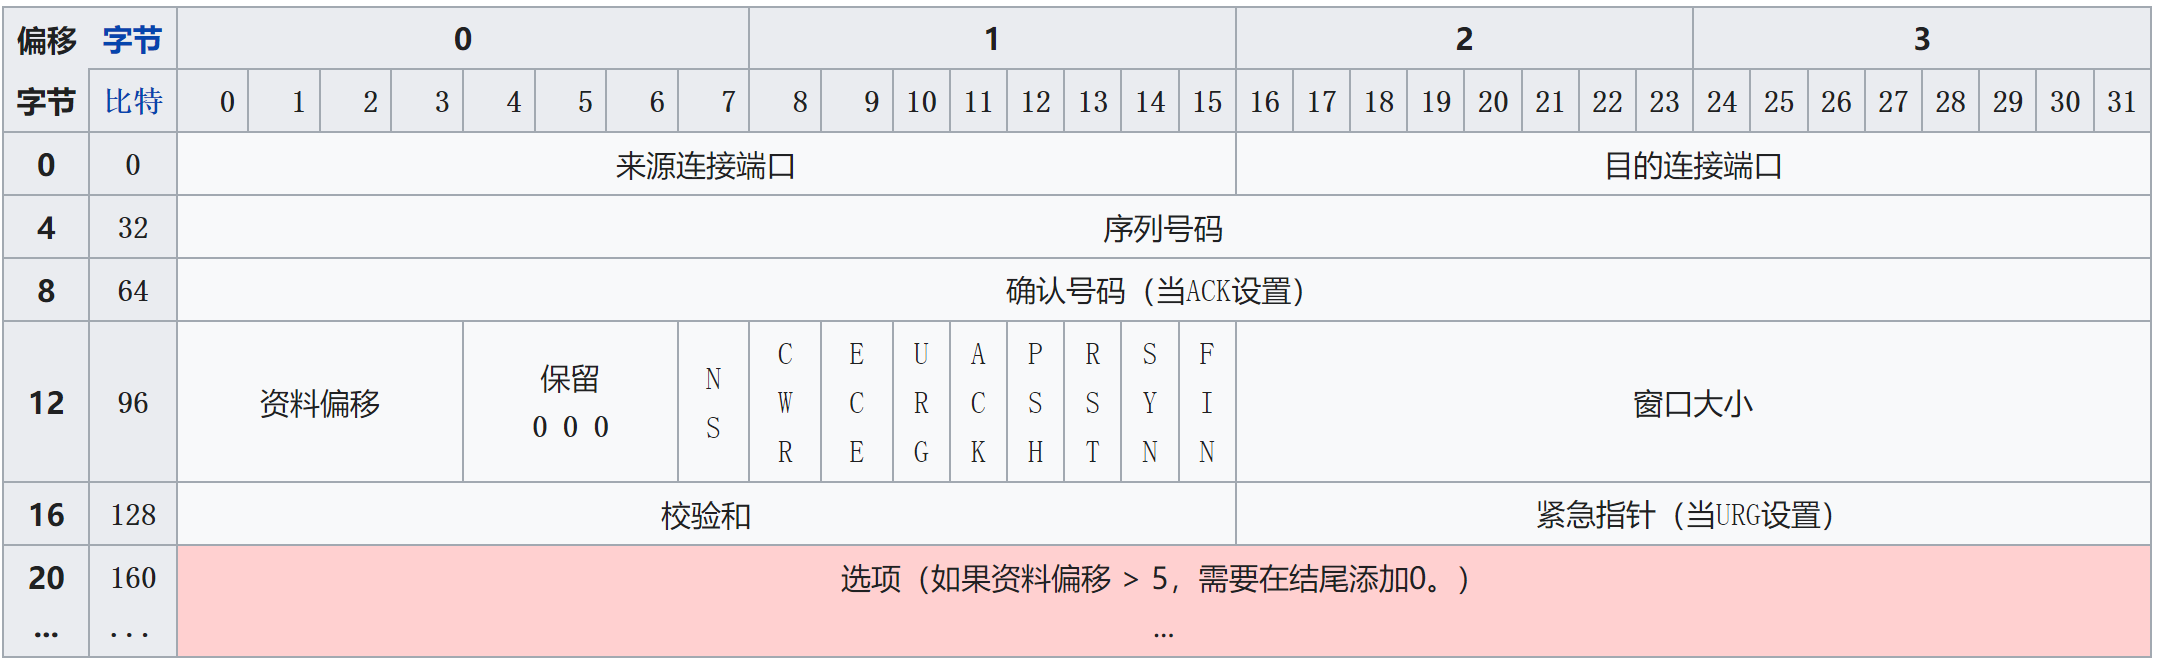 偏移 字节 0 1 2 3
字节 比特 0 1 2 3 4 5 6 7 8 9 10 11 12 13 14 15 16 17 18 19 20 21 22 23 24 25 26 27 28 29 30 31
0 0 来源连接端口 目的连接端口
4 32 序列号码
8 64 确认号码（当ACK设置）
12 96 资料偏移 保留 0 0 0 NS CWR ECE URG ACK PSH RST SYN FIN 窗口大小
16 128 校验和 紧急指针（当URG设置）
20 160 选项（如果资料偏移 > 5，需要在结尾添加0。）
... ... ...